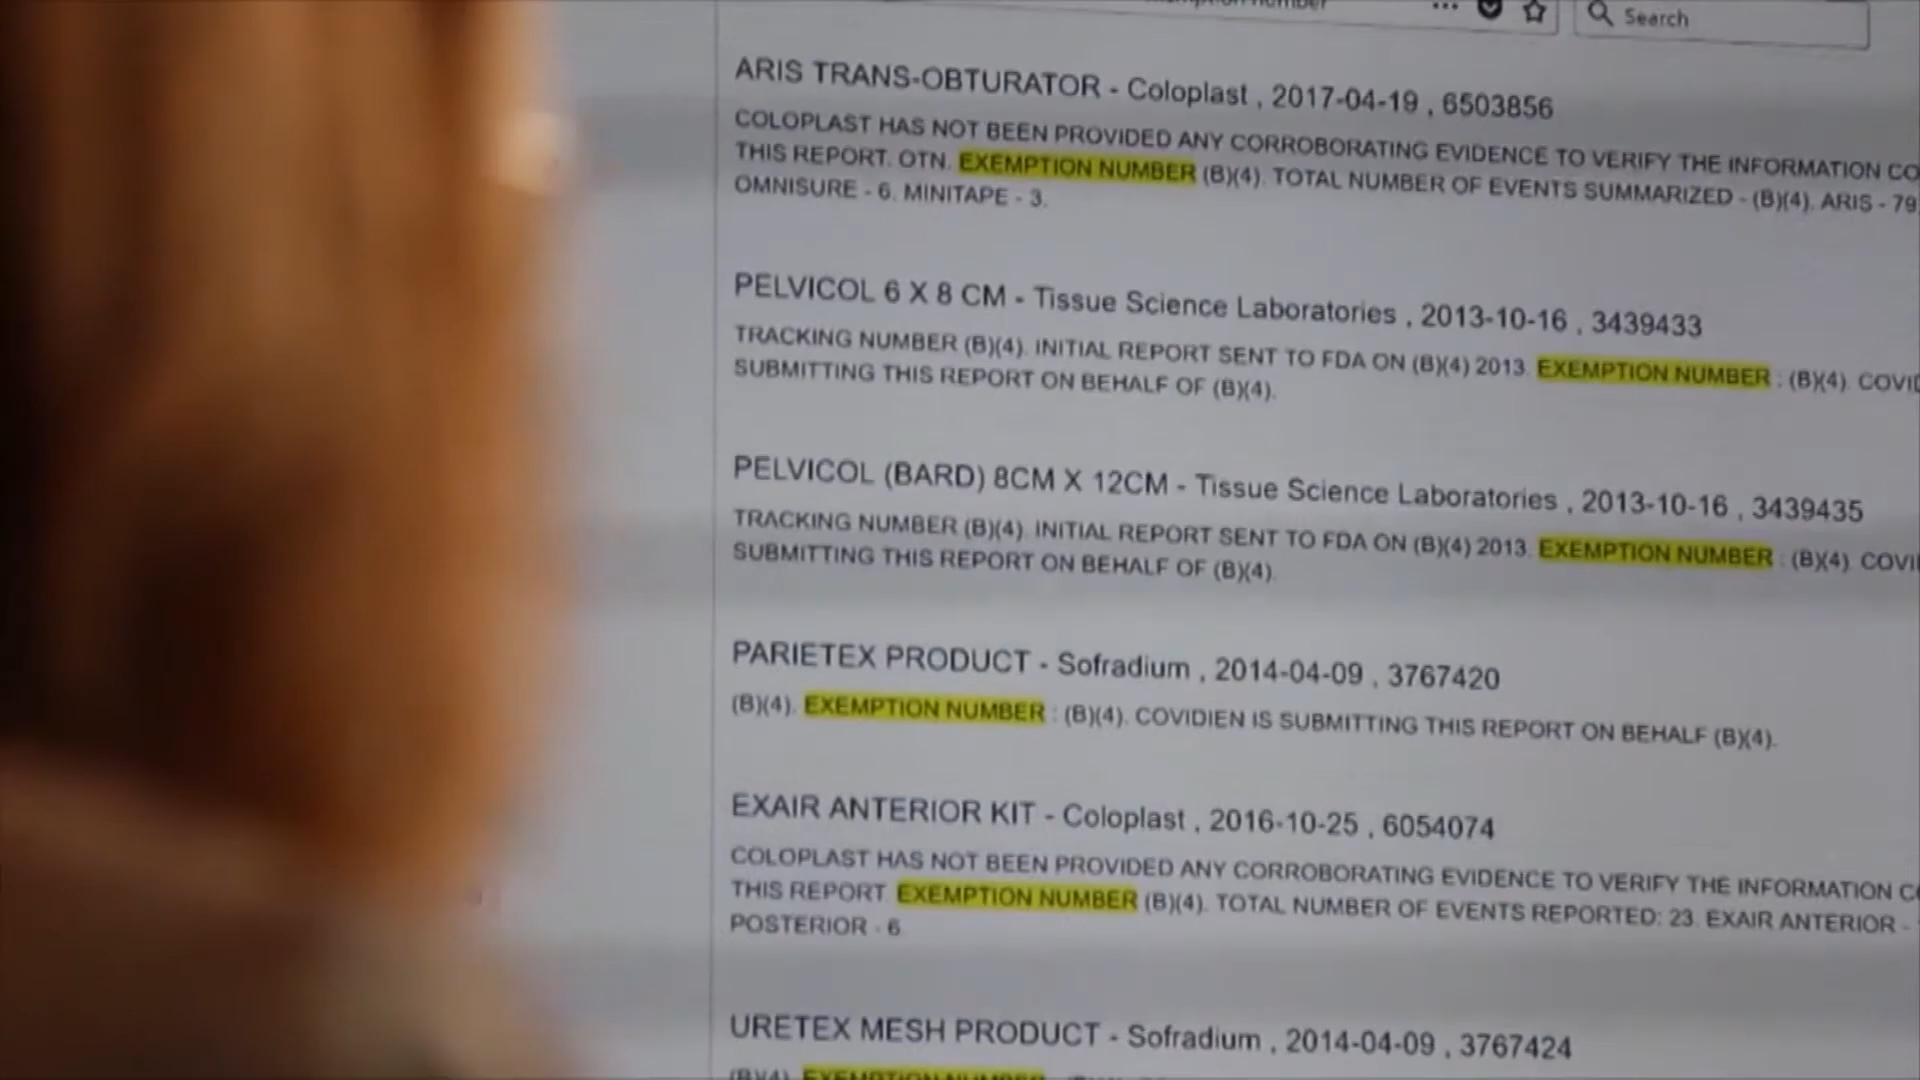 Search
ARIS TRANS-OBTURATOR - Coloplast , 2017-04-19 , 6503856
COLOPLAST HAS NOT BEEN PROVIDED ANY CORROBORATING EVIDENCE TO VERIFY THE INFORMATION
THIS REPORT. OTN. EXEMPTION NUMBER (B)(4). TOTAL NUMBER OF EVENTS SUMMARIZED - (B)(4). ARIS - 79
OMNISURE - 6. MINITAPE - 3.
PELVICOL 6 X 8 CM - Tissue Science Laboratories , 2013-10-16 , 3439433
TRACKING NUMBER (B)(4). INITIAL REPORT SENT TO FDA ON (B)(4) 2013. EXEMPTION NUMBER : (B)(4). COVID
SUBMITTING THIS REPORT ON BEHALF OF (B)(4).
PELVICOL (BARD) 8CM X 12CM - Tissue Science Laboratories , 2013-10-16 , 3439435
TRACKING NUMBER (B)(4). INITIAL REPORT SENT TO FDA ON (B)(4) 2013. EXEMPTION NUMBER : (B)(4). COVI
SUBMITTING THIS REPORT ON BEHALF OF (B)(4).
PARIETEX PRODUCT - Sofradium , 2014-04-09 , 3767420
(B)(4). EXEMPTION NUMBER : (B)(4). COVIDIEN IS SUBMITTING THIS REPORT ON BEHALF (B)(4).
EXAIR ANTERIOR KIT - Coloplast , 2016-10-25 , 6054074
COLOPLAST HAS NOT BEEN PROVIDED ANY CORROBORATING EVIDENCE TO VERIFY THE INFORMATION
THIS REPORT. EXEMPTION NUMBER (B)(4). TOTAL NUMBER OF EVENTS REPORTED: 23. EXAIR ANTERIOR -
POSTERIOR - 6
URETEX MESH PRODUCT - Sofradium , 2014-04-09 , 3767424
(B)(4). EXEMPTION NUMBER